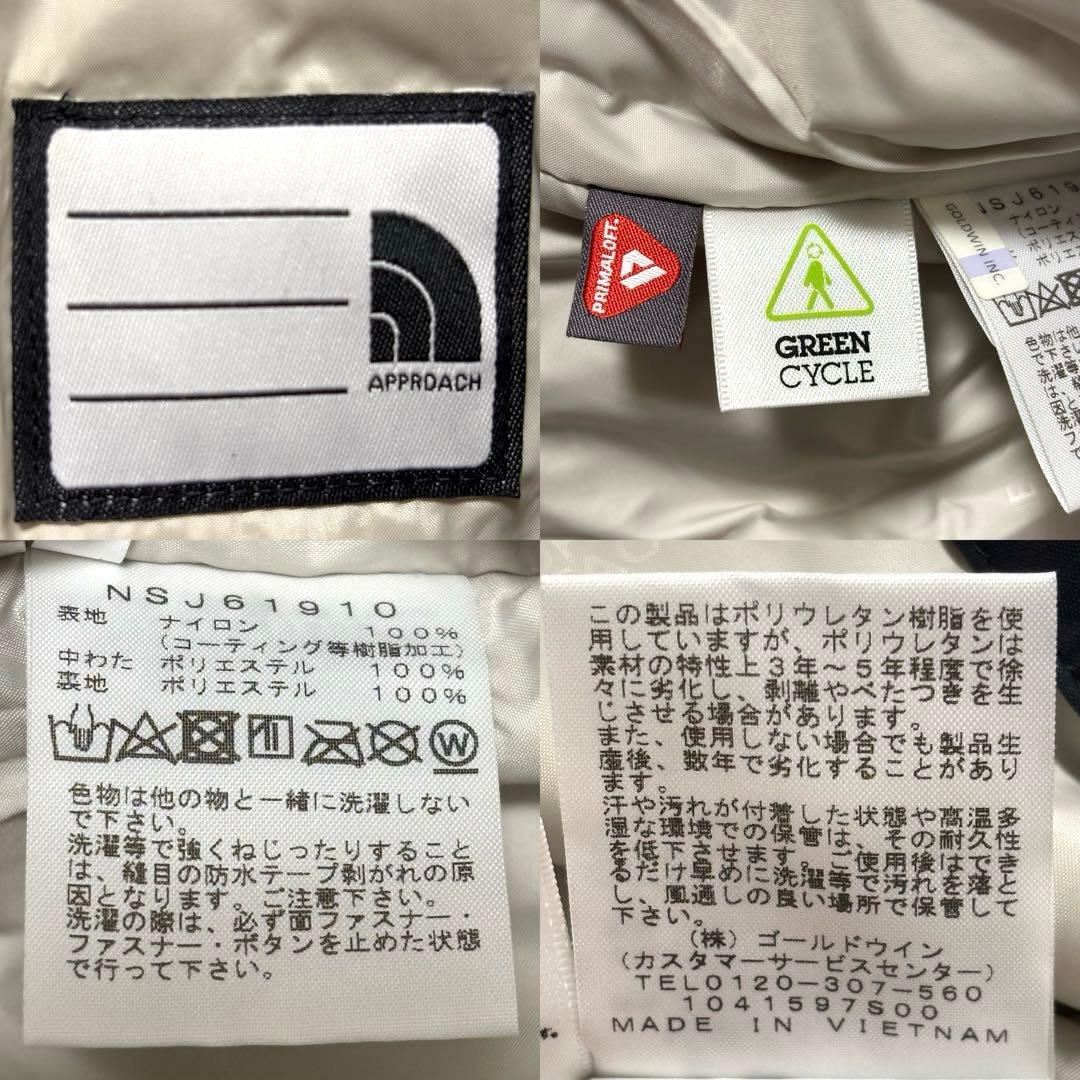 APPROACH
PRIMALOFT®
GREEN
CYCLE
GOLDWIN INC.
NSJ619
ナイロン
(コーティン
ポリエス
ポリエ
NSJ61910
表地 ナイロン 100%
(コーティング等樹脂加工)
中わた ポリエステル 100%
裏地 ポリエステル 100%
W
色物は他の物と一緒に洗濯しない
で下さい。
洗濯等で強くねじったりすること
は、縫目の防水テープ剥がれの原
因となります。ご注意下さい。
洗濯の際は、必ず面ファスナー・
ファスナー・ボタンを止めた状態
で行って下さい。
この製品はポリウレタン樹脂を使
用していますが、ポリウレタンは
素材の特性上3年~5年程度で徐
々に劣化し、剥離やべたつきを生
じさせる場合があります。
また、使用しない場合でも製品生
産後、数年で劣化することがあり
ます。
汗や汚れが付着した状態や高温多
湿な環境での保管は、その耐久性
を低下させます。ご使用後はでき
るだけ早めに洗濯等で汚れを落と
し、風通しの良い場所で保管して
下さい。
(株)ゴールドウイン
(カスタマーサービスセンター)
TEL0120-307-560
1041597S00
MADE IN VIETNAM